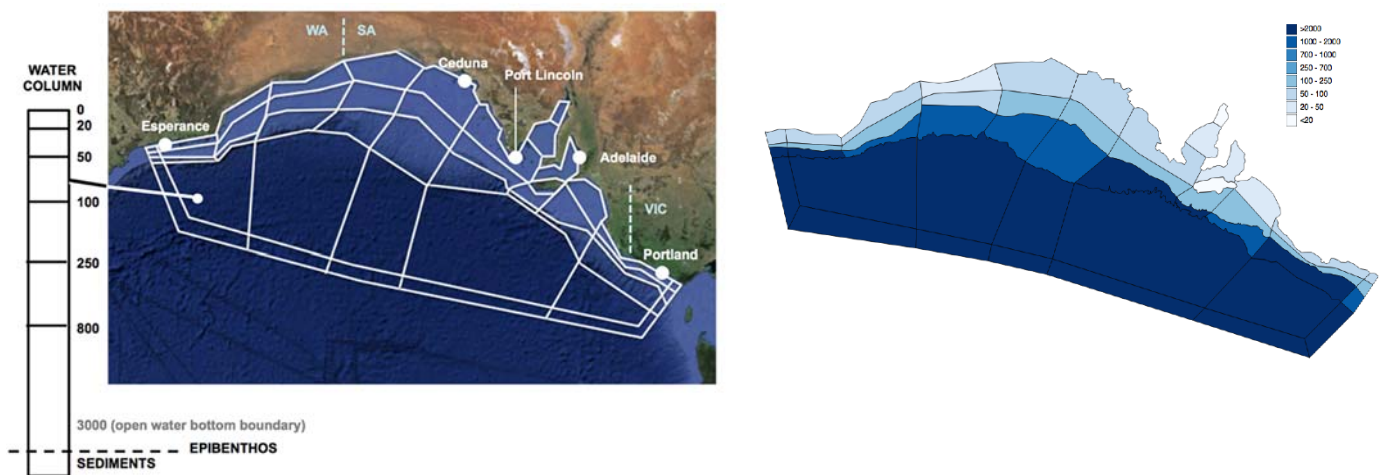 WATER
COLUMN
0
20
50
100
250
800
3000 (open water bottom boundary)
EPIBENTHOS
SEDIMENTS
WA SA
Ceduna
Port Lincoln
Esperance
Adelaide
VIC
Portland
>2000
1000 - 2000
700 - 1000
250 - 700
100 - 250
50 - 100
20 - 50
<20